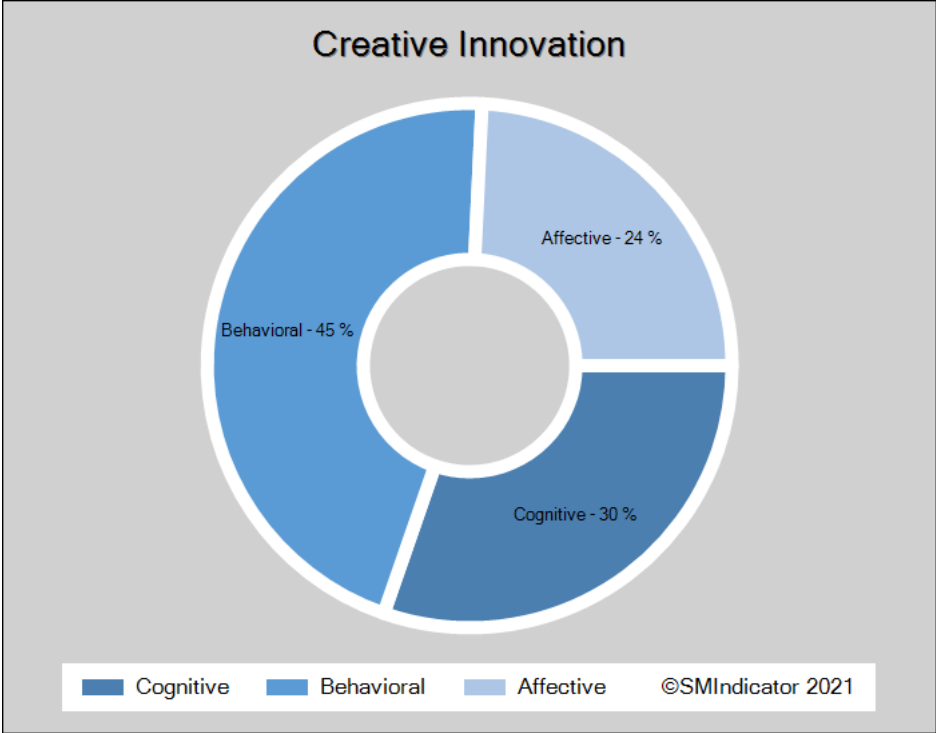 Creative Innovation
Affective - 24 %
Behavioral - 45 %
Cognitive - 30 %
Cognitive Behavioral Affective ©SMIndicator 2021